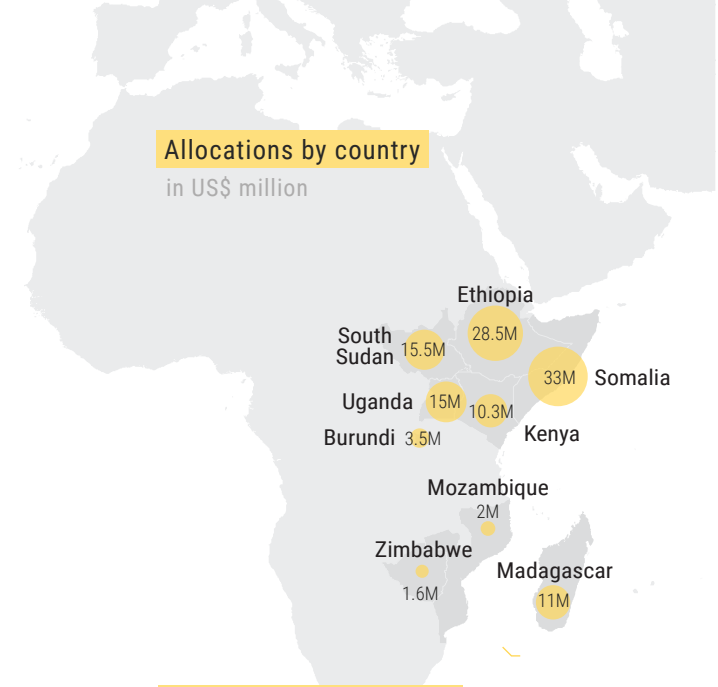 Allocations by country
in US$ million
Ethiopia
28.5M
South
Sudan
15.5M
33M
Somalia
Uganda
15M
10.3M
Kenya
Burundi
3.5M
Mozambique
2M
Zimbabwe
1.6M
Madagascar
11M